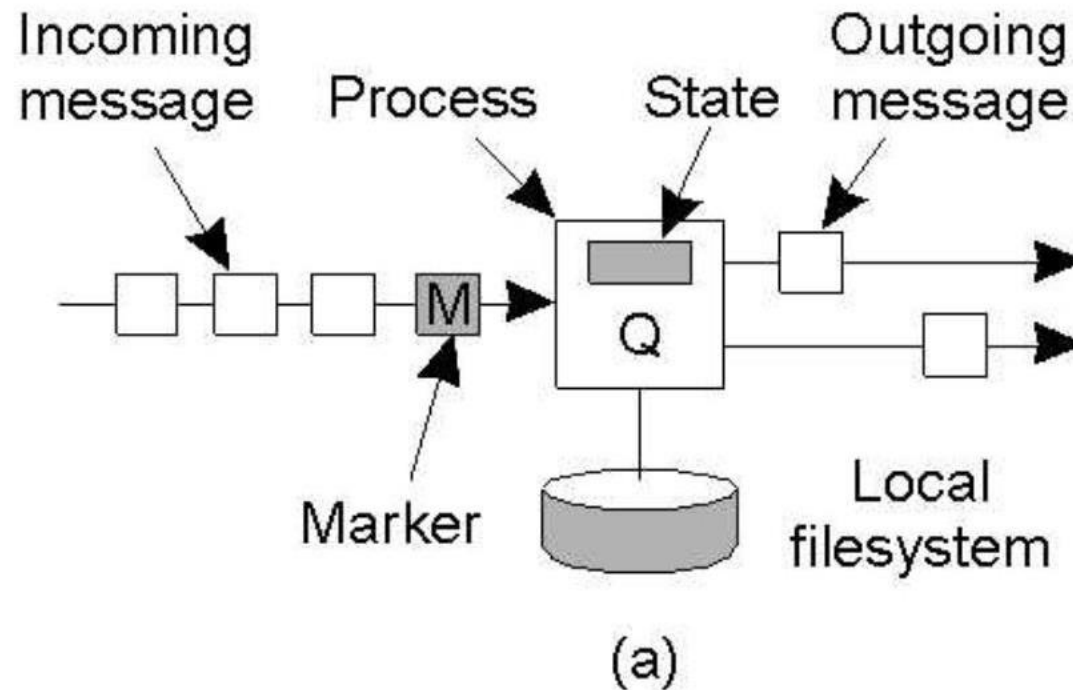 Incoming
message
Process
State
Outgoing
message
M
Q
Marker
Local
filesystem
(a)